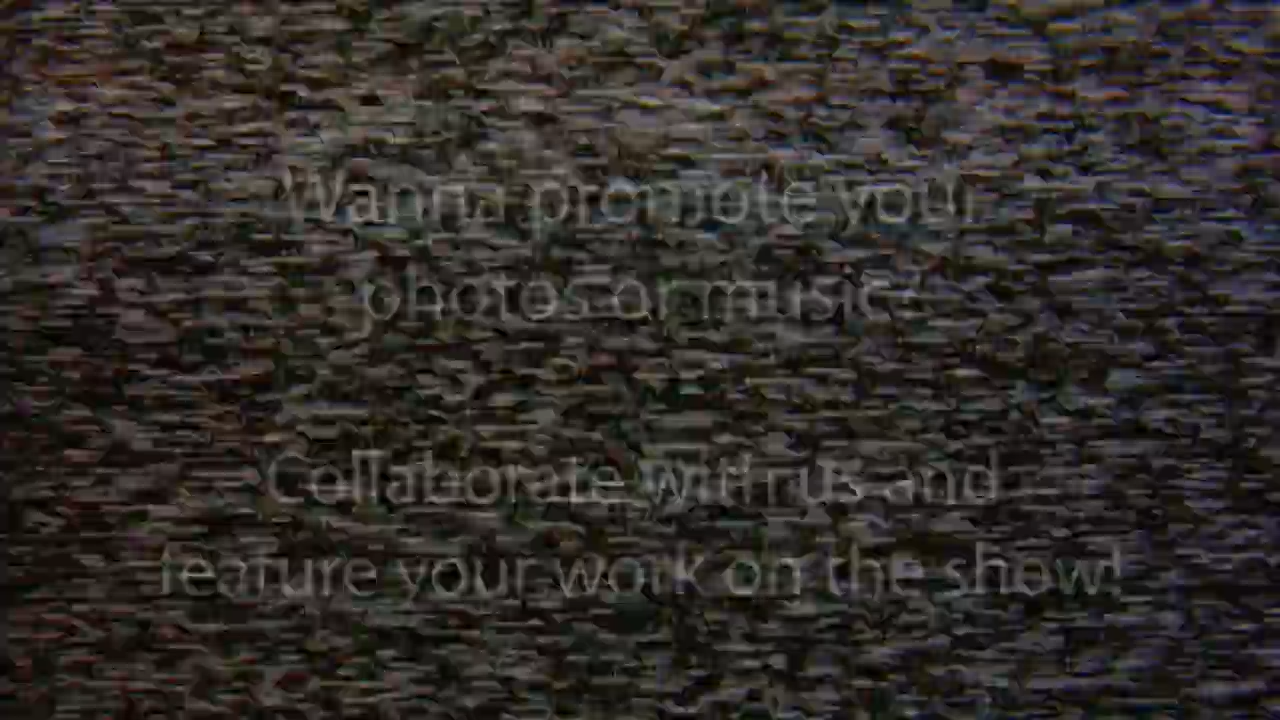 Wanna promote your
photos or music?
Collaborate with us and
feature your work on the show!